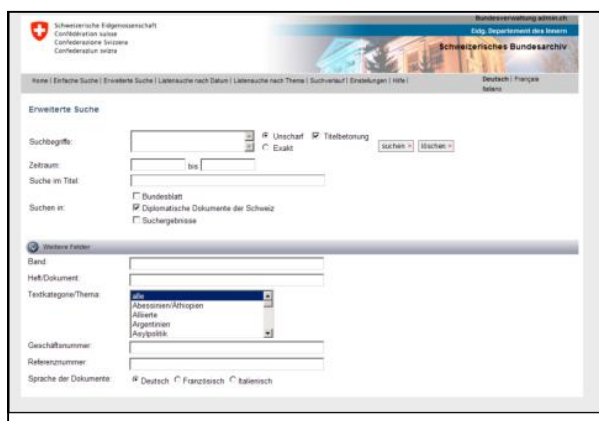 Schweizerische Eidgenossenschaft
Confédération suisse
Confederazione Svizzera
Confederaziun svizra
Bundesverwaltung admin.ch
Eidg. Departement des Innern
Schweizerisches Bundesarchiv
Home | Einfache Suche | Erweiterte Suche | Listensuche nach Datum | Listensuche nach Thema | Suchverlauf | Einstellungen | Hilfe |
Deutsch | Français
Italiano
Erweiterte Suche
Suchbegriffe:
Unscharf Titelbetonung
Exakt
suchen » löschen »
Zeitraum: bis
Suche im Titel:
Suchen in:
Bundesblatt
Diplomatische Dokumente der Schweiz
Suchergebnisse
Weitere Felder
Band:
Heft/Dokument:
Textkategorie/Thema:
alle
Abessinien/Äthiopien
Alliierte
Argentinien
Asylpolitik
Geschäftsnummer:
Referenznummer:
Sprache der Dokumente: Deutsch Französisch Italienisch